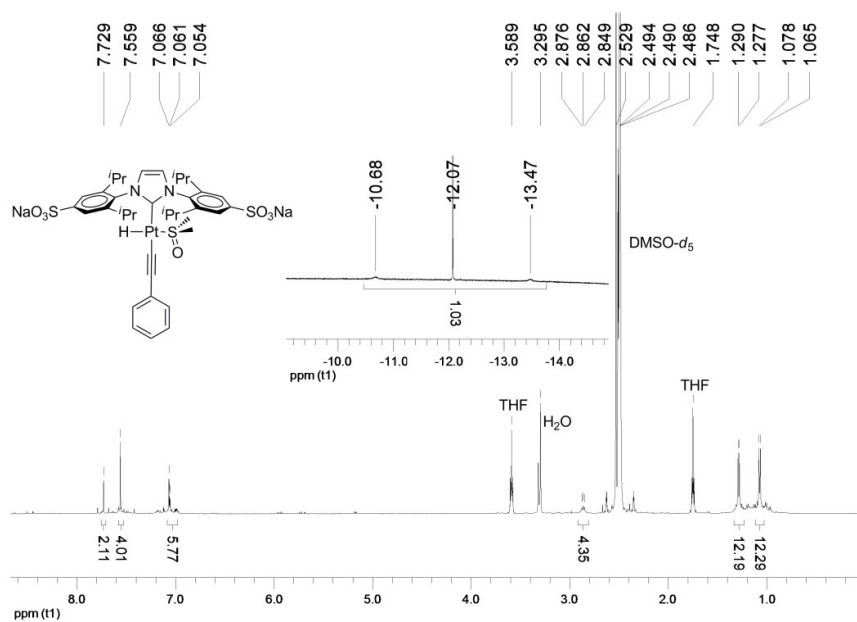 7.729
7.559
7.066
7.061
7.054
3.589
3.295
2.876
2.862
2.849
2.529
2.494
2.490
2.486
1.748
1.290
1.277
1.078
1.065
iPr
iPr
N
N
NaO3S
SO3Na
iPr
iPr
H
Pt
S
O
-10.68
-12.07
-13.47
1.03
-10.0 -11.0 -12.0 -13.0 -14.0
ppm (t1)
DMSO-d5
THF
H2O
THF
2.11
4.01
5.77
4.35
12.19
12.29
8.0 7.0 6.0 5.0 4.0 3.0 2.0 1.0
ppm (t1)